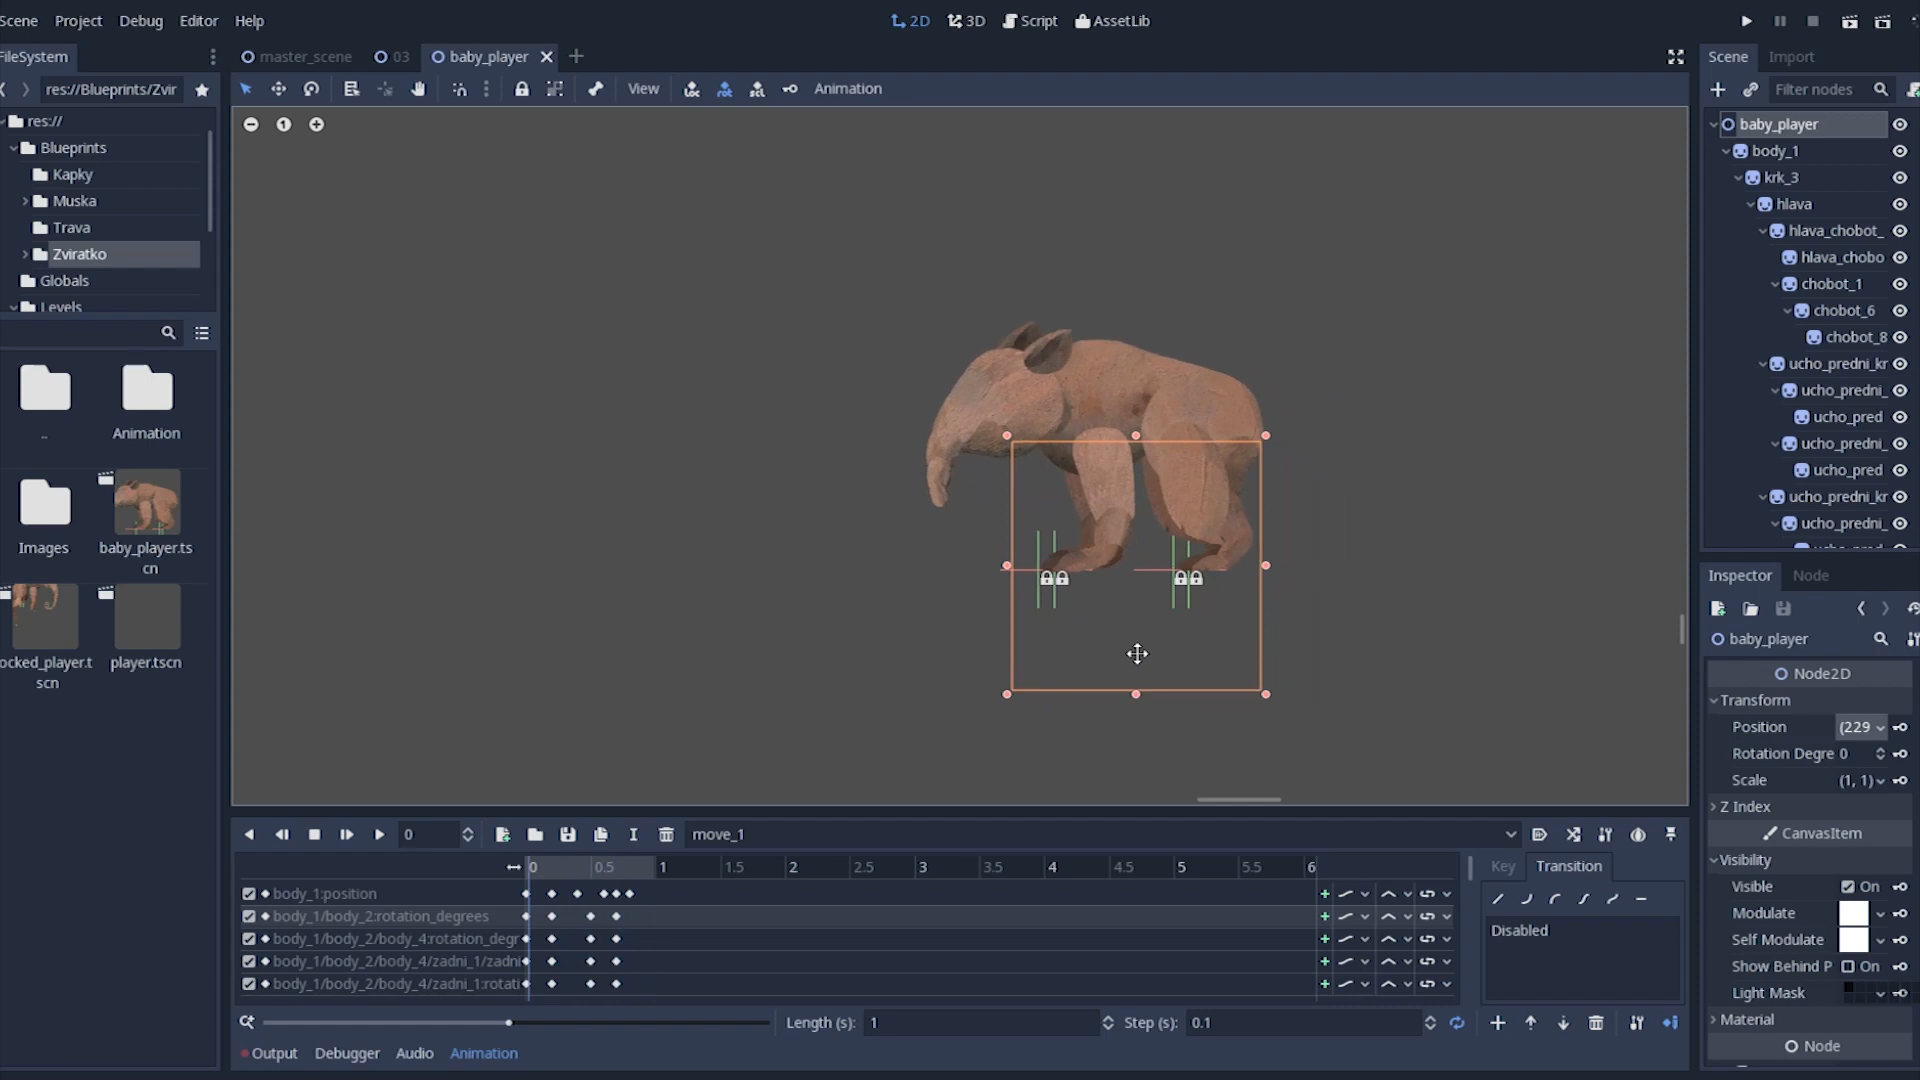 Scene Project Debug Editor Help
2D 3D Script AssetLib
FileSystem
master_scene 03 baby_player
Scene Import
res://Blueprints/Zvir
View Animation
Filter nodes
res://
Blueprints
Kapky
Muska
Trava
Zviratko
Globals
Levels
..
Animation
Images
baby_player.ts
cn
ocked_player.t
scn
player.tscn
baby_player
body_1
krk_3
hlava
hlava_chobot_
hlava_chobo
chobot_1
chobot_6
chobot_8
ucho_predni_kr
ucho_predni_
ucho_pred
ucho_predni_
ucho_pred
ucho_predni_kr
ucho_predni_
Inspector Node
baby_player
Node2D
Transform
Position (229
Rotation Degre 0
Scale (1, 1)
Z Index
CanvasItem
Visibility
Visible On
Modulate
Self Modulate
Show Behind P On
Light Mask
Material
Node
0 move_1
0 0.5 1 1.5 2 2.5 3 3.5 4 4.5 5 5.5 6
Key Transition
body_1:position
body_1/body_2:rotation_degrees
body_1/body_2/body_4:rotation_degr
body_1/body_2/body_4/zadni_1/zadni
body_1/body_2/body_4/zadni_1:rotati
Disabled
Length (s): 1 Step (s): 0.1
Output Debugger Audio Animation